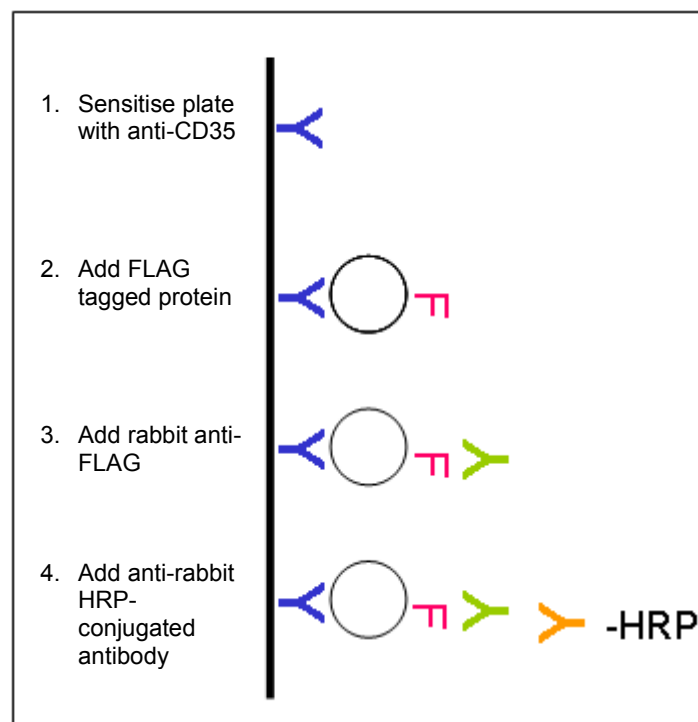 1. Sensitise plate
with anti-CD35
2. Add FLAG
tagged protein
F
3. Add rabbit anti-
FLAG
F
4. Add anti-rabbit
HRP-
conjugated
antibody
F
-HRP